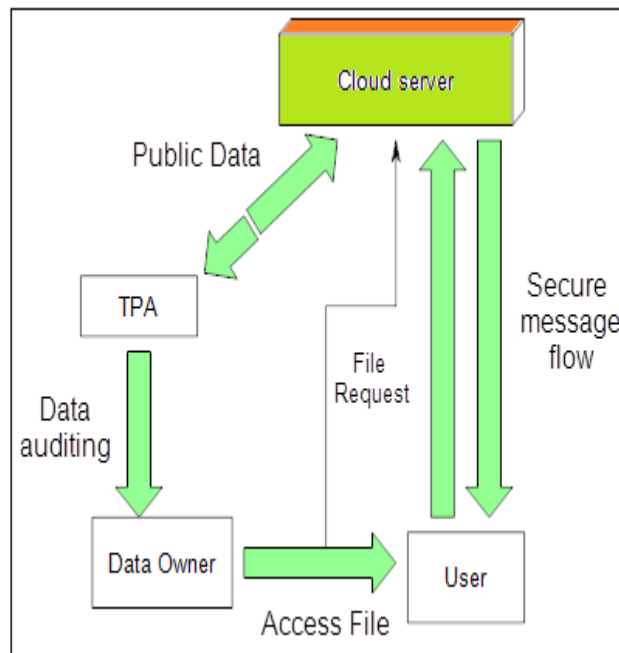 Cloud server
Public Data
TPA
Secure
message
flow
File
Request
Data
auditing
Data Owner
User
Access File